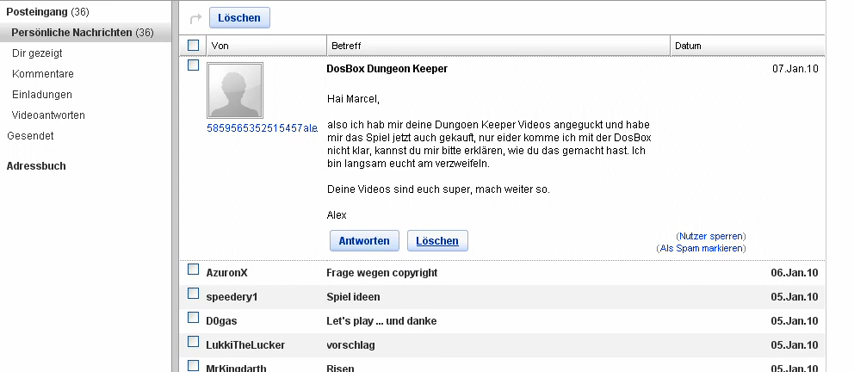 Posteingang (36)
Persönliche Nachrichten (36)
Dir gezeigt
Kommentare
Einladungen
Videoantworten
Gesendet
Adressbuch
Löschen
Von Betreff Datum
DosBox Dungeon Keeper 07.Jan.10
5859565352515457ale.
Hai Marcel,
also ich hab mir deine Dungoen Keeper Videos angeguckt und habe
mir das Spiel jetzt auch gekauft, nur eider komme ich mit der DosBox
nicht klar, kannst du mir bitte erklären, wie du das gemacht hast. Ich
bin langsam eucht am verzweifeln.
Deine Videos sind euch super, mach weiter so.
Alex
Antworten Löschen
(Nutzer sperren)
(Als Spam markieren)
AzuronX Frage wegen copyright 06.Jan.10
speedery1 Spiel ideen 05.Jan.10
D0gas Let's play ... und danke 05.Jan.10
LukkiTheLucker vorschlag 05.Jan.10
MrKingdarth Risen 05.Jan.10